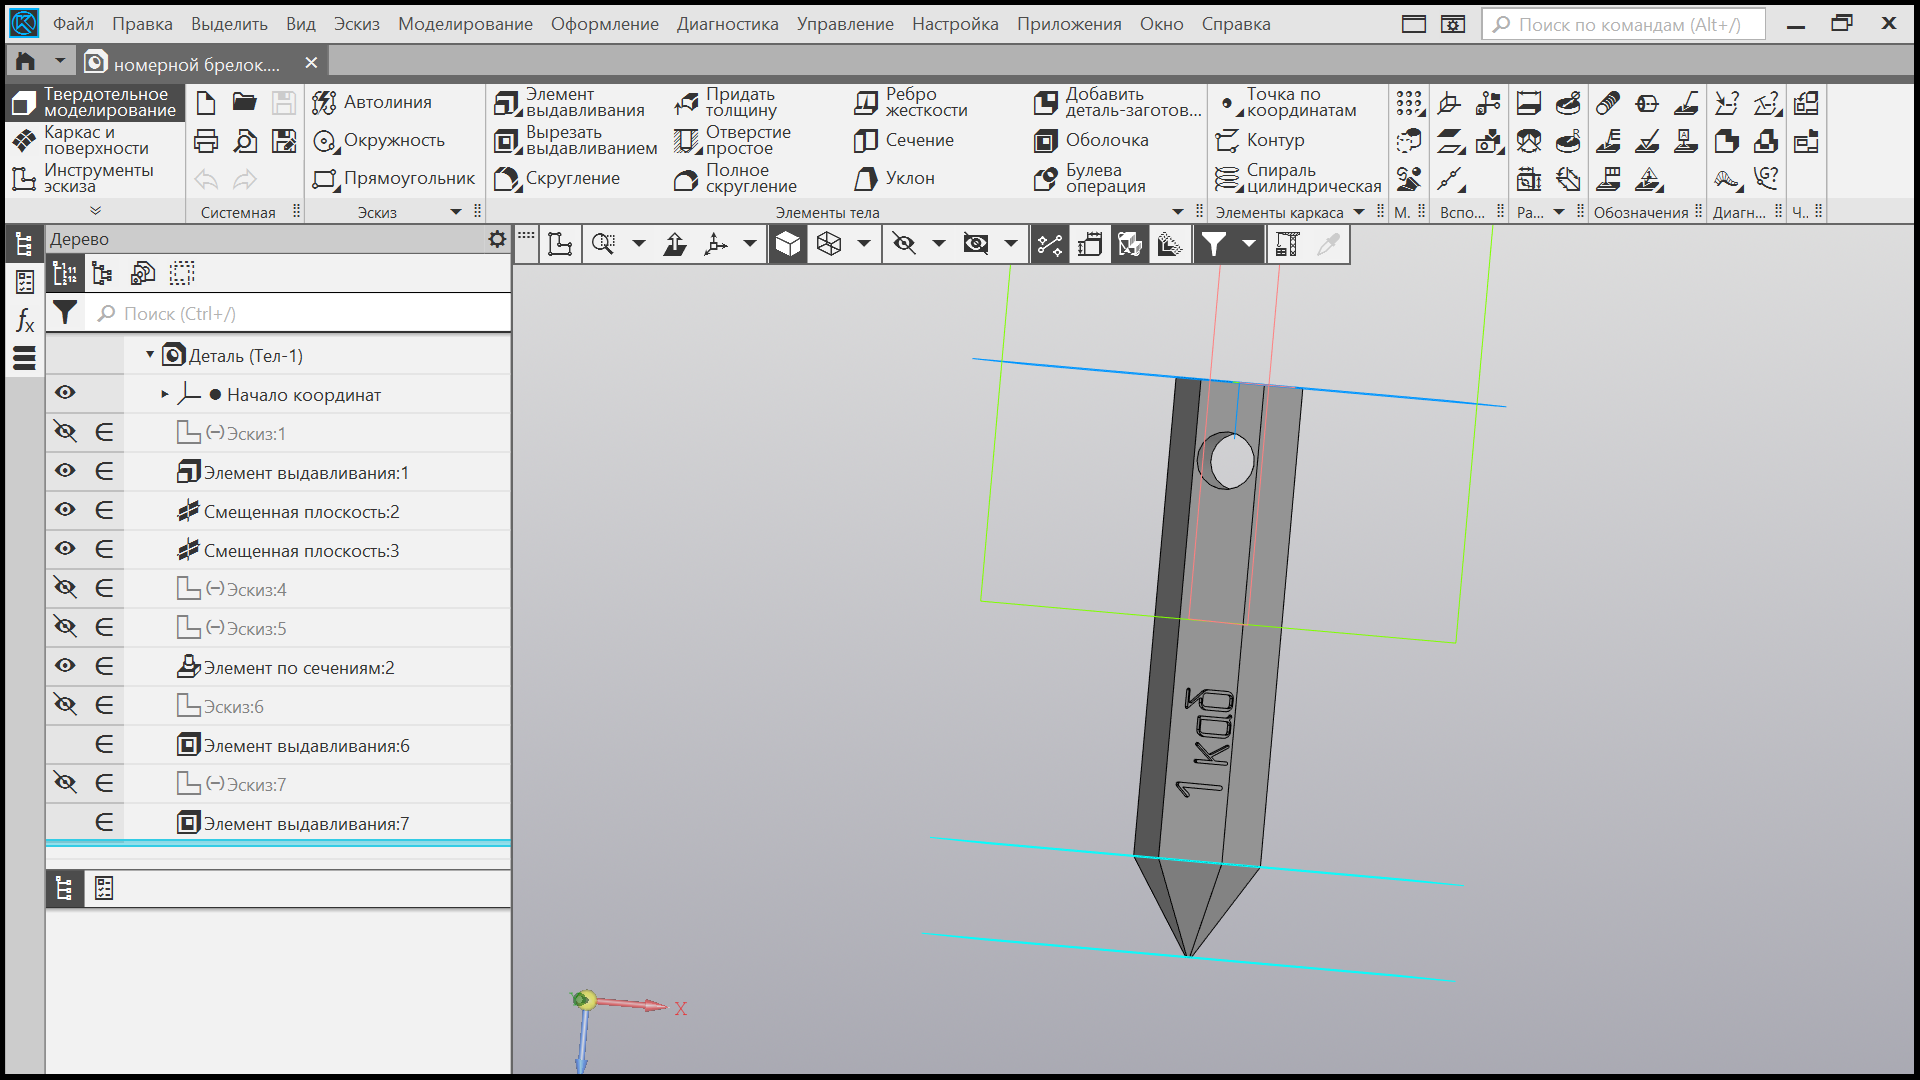 Файл Правка Выделить Вид Эскиз Моделирование Оформление Диагностика Управление Настройка Приложения Окно Справка
Поиск по командам (Alt+/)
номерной брелок....
Твердотельное моделирование
Каркас и поверхности
Инструменты эскиза
Системная
Автолиния
Окружность
Прямоугольник
Эскиз
Элемент выдавливания
Вырезать выдавливанием
Скругление
Придать толщину
Отверстие простое
Полное скругление
Ребро жесткости
Сечение
Уклон
Добавить деталь-заготов...
Оболочка
Булева операция
Элементы тела
Точка по координатам
Контур
Спираль цилиндрическая
Элементы каркаса
М.
Вспо...
Ра...
Обозначения
Диагн...
Ч..
Дерево
Поиск (Ctrl+/)
Деталь (Тел-1)
Начало координат
(−)Эскиз:1
Элемент выдавливания:1
Смещенная плоскость:2
Смещенная плоскость:3
(−)Эскиз:4
(−)Эскиз:5
Элемент по сечениям:2
Эскиз:6
Элемент выдавливания:6
(−)Эскиз:7
Элемент выдавливания:7
1 каб
X